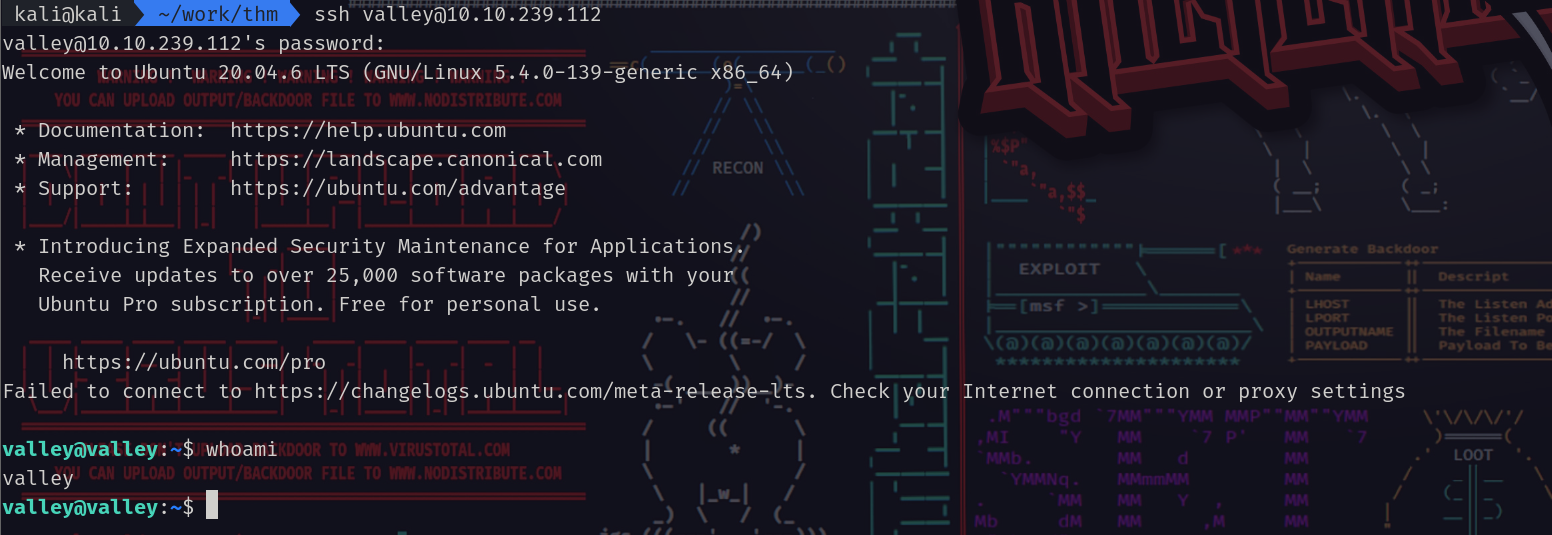 kali@kali ~/work/thm ssh valley@10.10.239.112
valley@10.10.239.112's password:
Welcome to Ubuntu 20.04.6 LTS (GNU/Linux 5.4.0-139-generic x86_64)
YOU CAN UPLOAD OUTPUT/BACKDOOR FILE TO WWW.NODISTRIBUTE.COM
* Documentation: https://help.ubuntu.com
* Management: https://landscape.canonical.com
* Support: https://ubuntu.com/advantage
RECON
* Introducing Expanded Security Maintenance for Applications.
Receive updates to over 25,000 software packages with your
Ubuntu Pro subscription. Free for personal use.
EXPLOIT
[msf >]
Generate Backdoor
Name Descript
LHOST The Listen Ad
LPORT The Listen Po
OUTPUTNAME The Filename
PAYLOAD Payload To Be
https://ubuntu.com/pro
Failed to connect to https://changelogs.ubuntu.com/meta-release-lts. Check your Internet connection or proxy settings
valley@valley:~$ whoami
BACKDOOR TO WWW.VIRUSTOTAL.COM
LOOT
valley
YOU CAN UPLOAD OUTPUT/BACKDOOR FILE TO WWW.NODISTRIBUTE.COM
valley@valley:~$